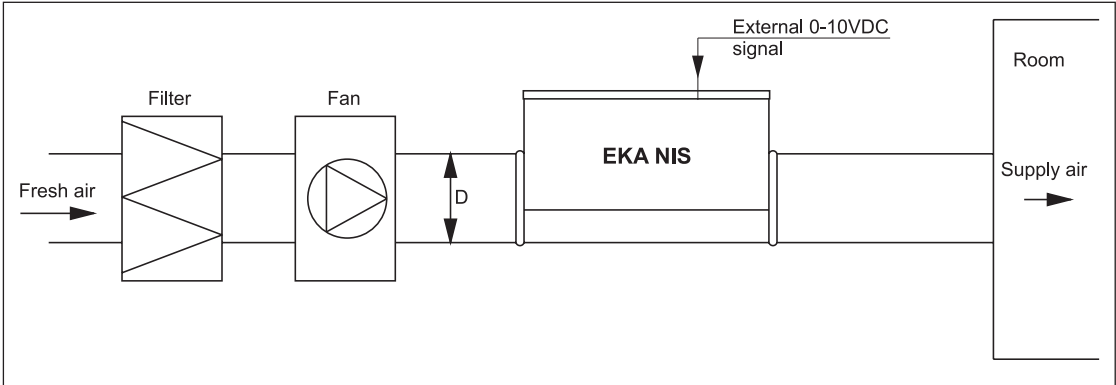 External 0-10VDC
signal
Room
Filter
Fan
EKA NIS
Fresh air
D
Supply air